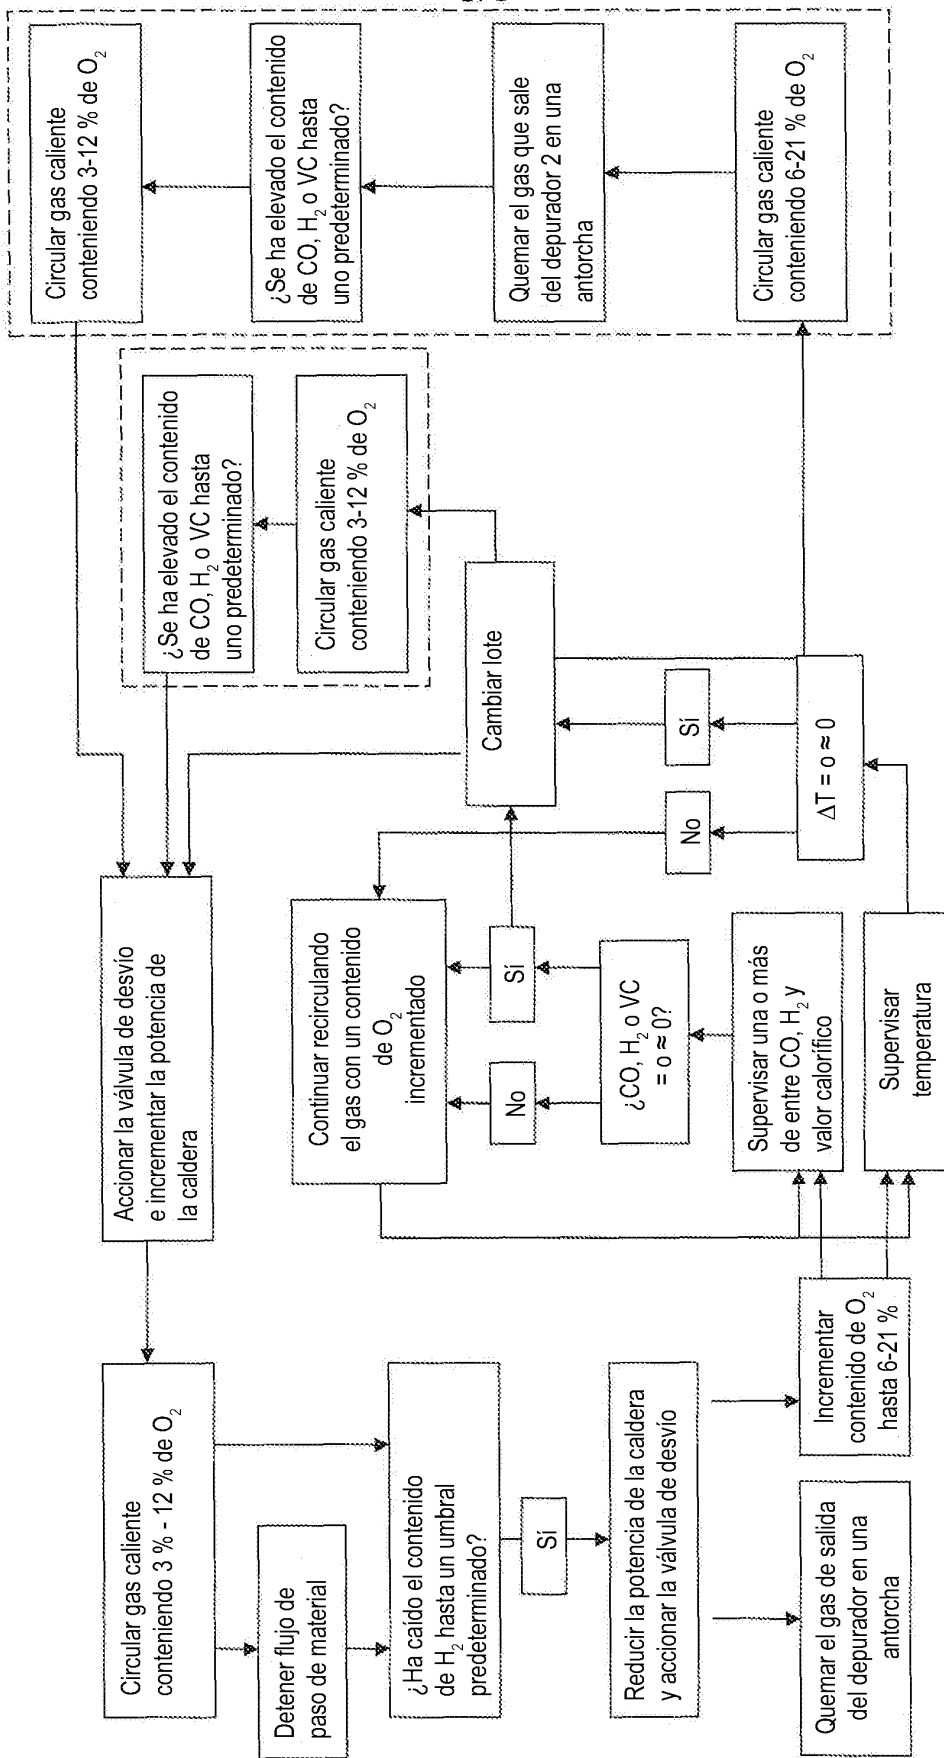 Circular gas caliente
conteniendo 3 % - 12 % de O2
Detener flujo de
paso de material
¿Ha caído el contenido
de H2 hasta un umbral
predeterminado?
Sí
Reducir la potencia de la caldera
y accionar la válvula de desvío
Quemar el gas de salida
del depurador en una
antorcha
Incrementar
contenido de O2
hasta 6-21 %
Accionar la válvula de desvío
e incrementar la potencia de
la caldera
Continuar recirculando
el gas con un contenido
de O2
incrementado
No
Sí
¿CO, H2 o VC
= o ≈ 0?
Supervisar una o más
de entre CO, H2 y
valor calorífico
Supervisar
temperatura
Cambiar lote
No
Sí
ΔT = o ≈ 0
¿Se ha elevado el contenido
de CO, H2 o VC hasta
uno predeterminado?
Circular gas caliente
conteniendo 3-12 % de O2
Circular gas caliente
conteniendo 3-12 % de O2
¿Se ha elevado el contenido
de CO, H2 o VC hasta
uno predeterminado?
Quemar el gas que sale
del depurador 2 en una
antorcha
Circular gas caliente
conteniendo 6-21 % de O2